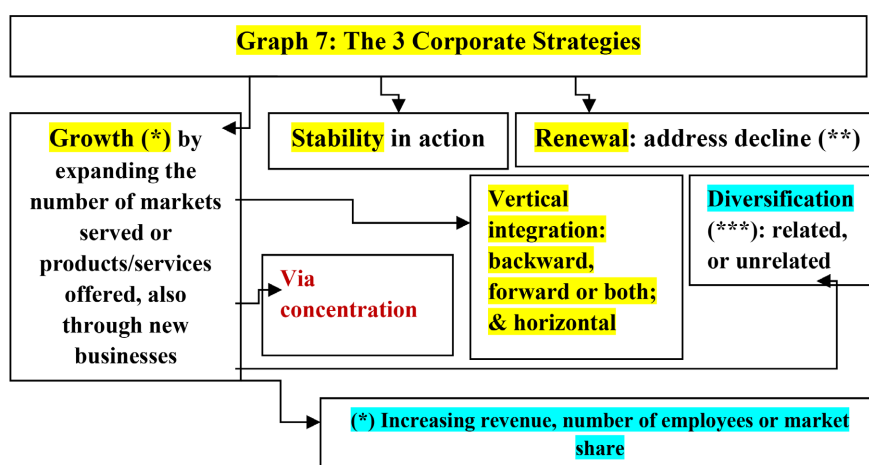 Graph 7: The 3 Corporate Strategies
Growth (*) by
expanding the
number of markets
served or
products/services
offered, also
through new
businesses
Stability in action
Renewal: address decline (**)
Via
concentration
Vertical
integration:
backward,
forward or both;
& horizontal
Diversification
(***): related,
or unrelated
(*) Increasing revenue, number of employees or market
share